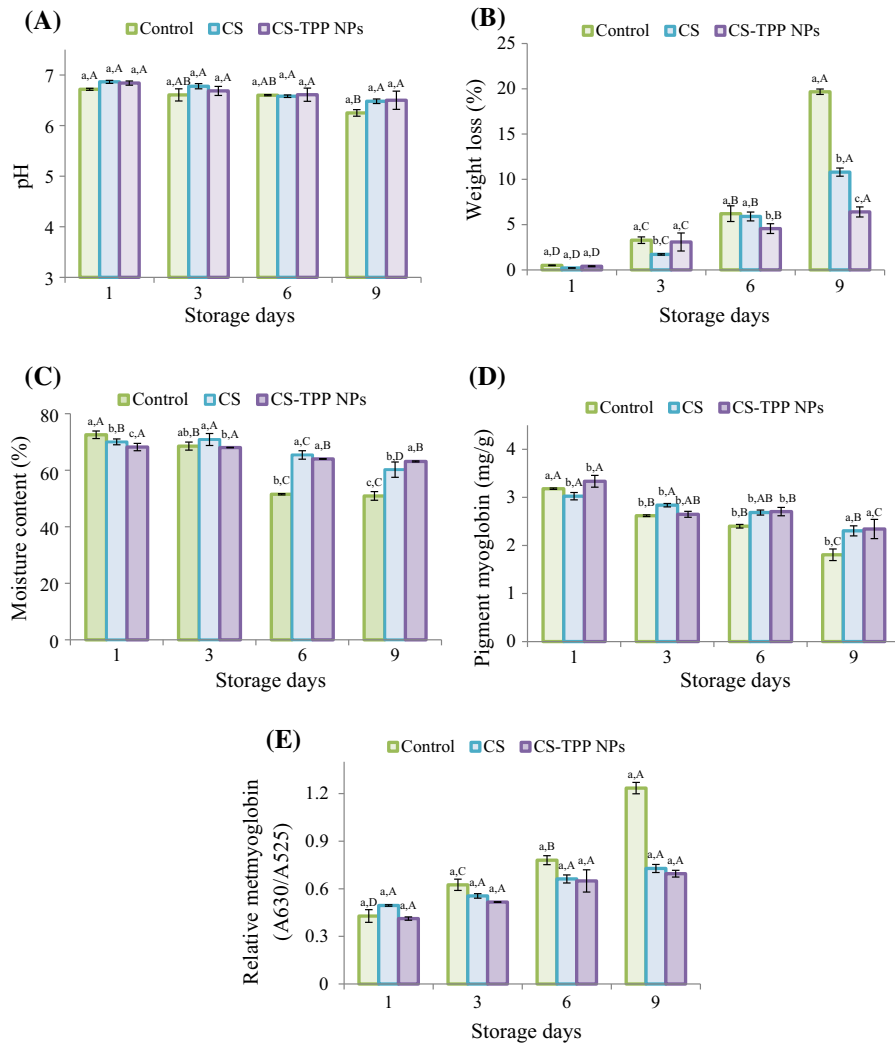 (A)
Control CS CS-TPP NPs
a,A a,A a,A a,AB a,A a,A a,AB a,A a,A a,B a,A a,A
7
6
5
4
3
pH
1 3 6 9
Storage days
(B)
Control CS CS-TPP NPs
25
20
15
10
5
0
Weight loss (%)
a,D a,D a,D a,C b,C a,C a,B a,B b,B a,A b,A c,A
1 3 6 9
Storage days
(C)
Control CS CS-TPP NPs
80
60
40
20
0
Moisture content (%)
a,A b,B c,A ab,B a,A b,A b,C a,C a,B c,C b,D a,B
1 3 6 9
Storage days
(D)
Control CS CS-TPP NPs
4
3
2
1
0
Pigment myoglobin (mg/g)
a,A b,A b,A b,B b,A b,AB b,B b,AB b,B b,C a,B a,C
1 3 6 9
Storage days
(E)
Control CS CS-TPP NPs
1.2
0.9
0.6
0.3
0
Relative metmyoglobin
(A630/A525)
a,D a,A a,A a,C a,A a,A a,B a,A a,A a,A a,A a,A
1 3 6 9
Storage days